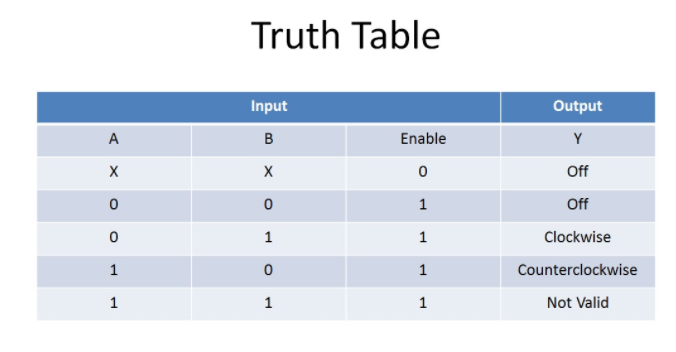 Truth Table
Input Output
A B Enable Y
X X 0 Off
0 0 1 Off
0 1 1 Clockwise
1 0 1 Counterclockwise
1 1 1 Not Valid